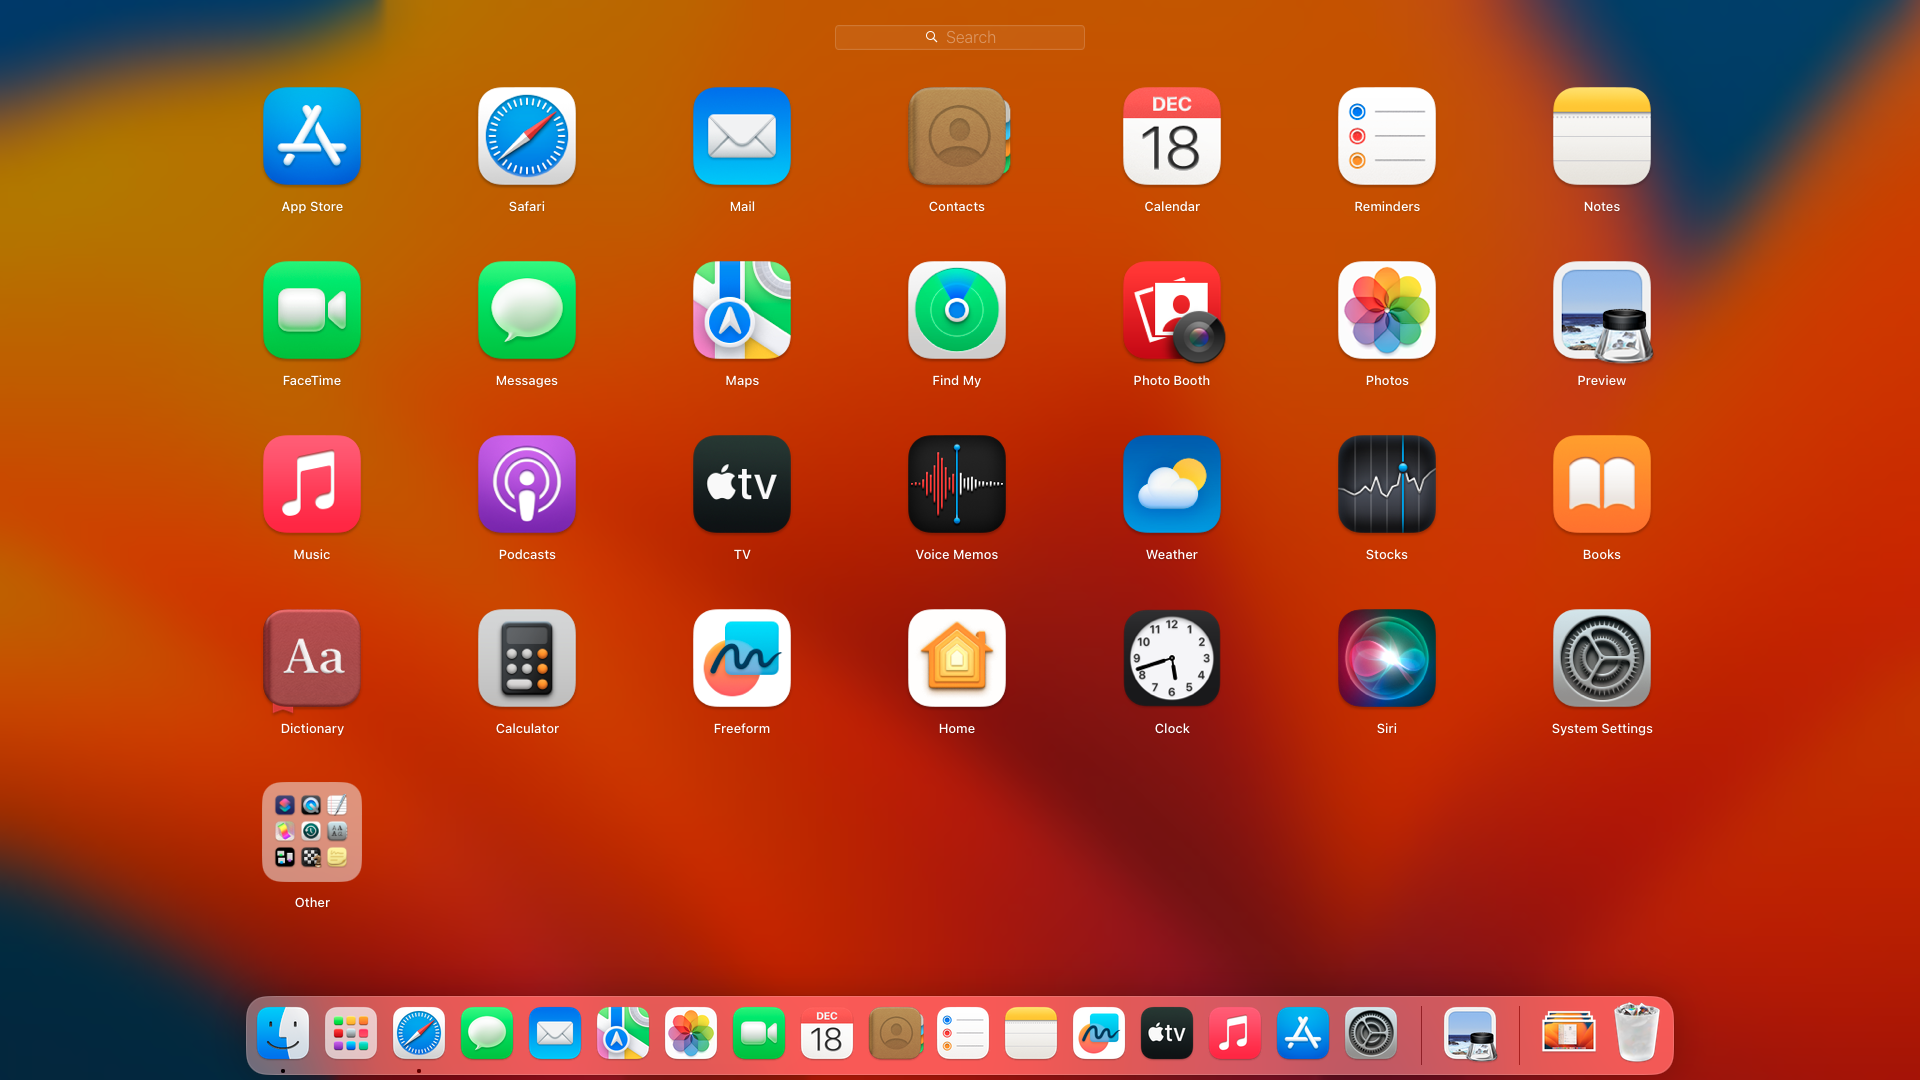 Search
App Store
Safari
Mail
Contacts
DEC
18
Calendar
Reminders
Notes
FaceTime
Messages
Maps
Find My
Photo Booth
Photos
Preview
Music
Podcasts
tv
TV
Voice Memos
Weather
Stocks
Books
Aa
Dictionary
Calculator
Freeform
Home
12
1
2
3
4
5
6
7
8
9
10
11
Clock
Siri
System Settings
Other
DEC
18
tv